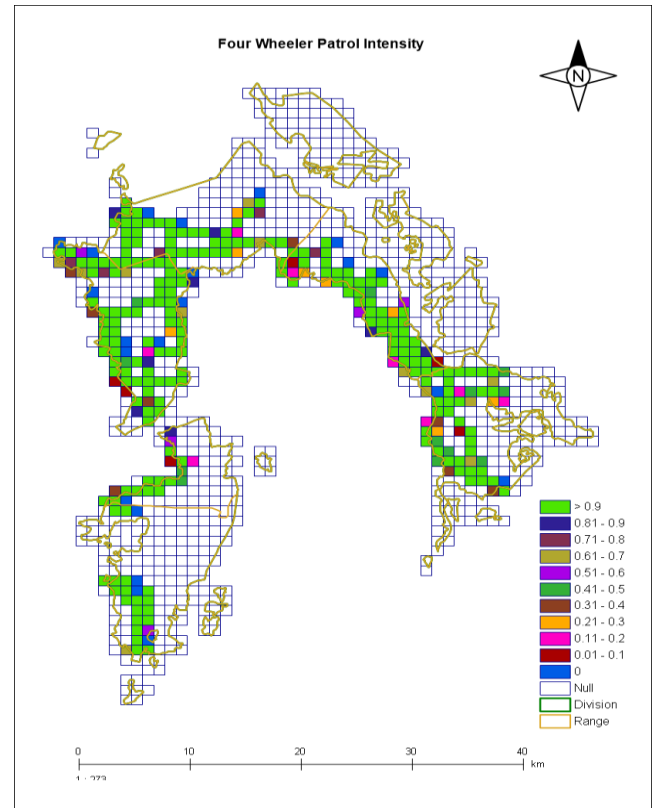 Four Wheeler Patrol Intensity
N
> 0.9
0.81 - 0.9
0.71 - 0.8
0.61 - 0.7
0.51 - 0.6
0.41 - 0.5
0.31 - 0.4
0.21 - 0.3
0.11 - 0.2
0.01 - 0.1
0
Null
Division
Range
0 10 20 30 40
km
1 : 273